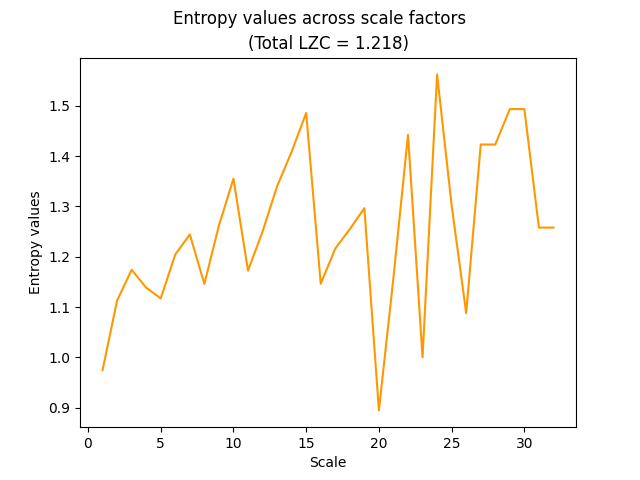 Entropy values across scale factors
(Total LZC = 1.218)
1.5
1.4
1.3
1.2
1.1
1.0
0.9
Entropy values
0 5 10 15 20 25 30
Scale